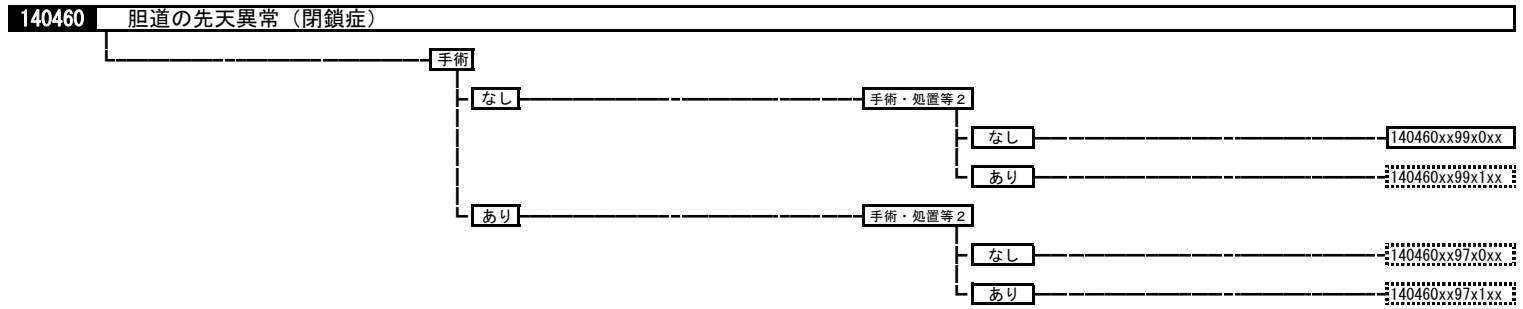 140460 胆道の先天異常（閉鎖症）
手術
なし 手術・処置等２
なし 140460xx99x0xx
あり 140460xx99x1xx
あり 手術・処置等２
なし 140460xx97x0xx
あり 140460xx97x1xx